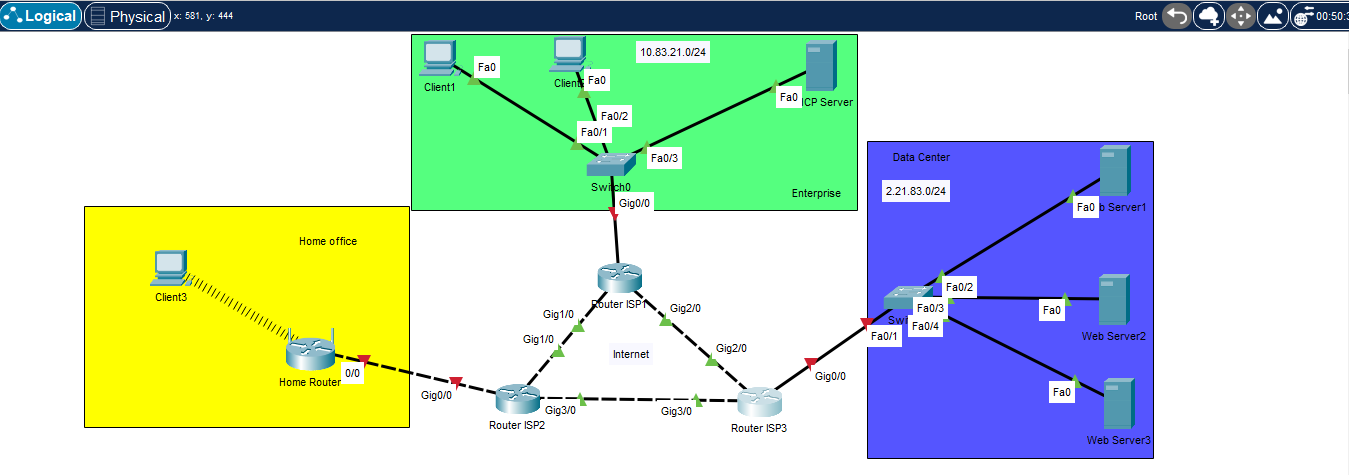 Logical
Physical
x: 581, y: 444
Root
00:50:3
10.83.21.0/24
Fa0
Client1
Fa0
Fa0
ICP Server
Fa0/2
Fa0/1
Fa0/3
Switch0
Enterprise
Gig0/0
Data Center
2.21.83.0/24
Fa0
b Server1
Home office
Client3
Router ISP1
Gig1/0
Gig2/0
Gig1/0
Internet
Gig2/0
Fa0/2
Fa0/3
Fa0/4
Fa0/1
Fa0
Web Server2
Home Router
0/0
Gig0/0
Gig3/0
Router ISP2
Gig3/0
Router ISP3
Gig0/0
Fa0
Web Server3